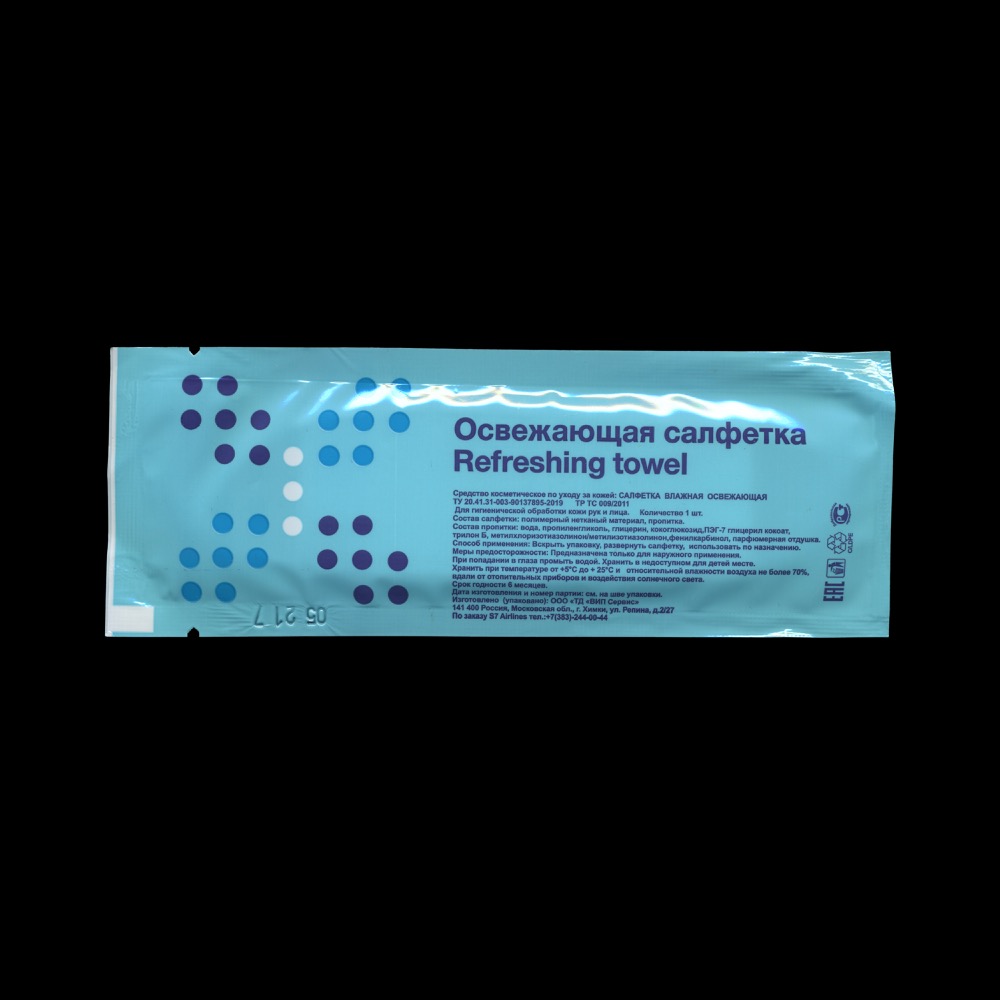 Освежающая салфетка
Refreshing towel
Средство косметическое по уходу за кожей: САЛФЕТКА ВЛАЖНАЯ ОСВЕЖАЮЩАЯ
ТУ 20.41.31-003-90137895-2019 ТР ТС 009/2011
Для гигиенической обработки кожи рук и лица. Количество 1 шт.
Состав салфетки: полимерный нетканый материал, пропитка.
Состав пропитки: вода, пропиленгликоль, глицерин, кокоглюкозид,ПЭГ-7 глицерил кокоат,
трилон Б, метилхлоризотиазолинон/метилизотиазолинон,фенилкарбинол, парфюмерная отдушка.
Способ применения: Вскрыть упаковку, развернуть салфетку, использовать по назначению.
Меры предосторожности: Предназначена только для наружного применения.
При попадании в глаза промыть водой. Хранить в недоступном для детей месте.
Хранить при температуре от +5°С до + 25°С и относительной влажности воздуха не более 70%,
вдали от отопительных приборов и воздействия солнечного света.
Срок годности 6 месяцев.
Дата изготовления и номер партии: см. на шве упаковки.
Изготовлено (упаковано): ООО «ТД «ВИП Сервис»
141 400 Россия, Московская обл., г. Химки, ул. Репина, д.2/27
По заказу S7 Airlines тел.:+7(383)-244-00-44
РСТ
C/LDPE
EAC
05 21 7